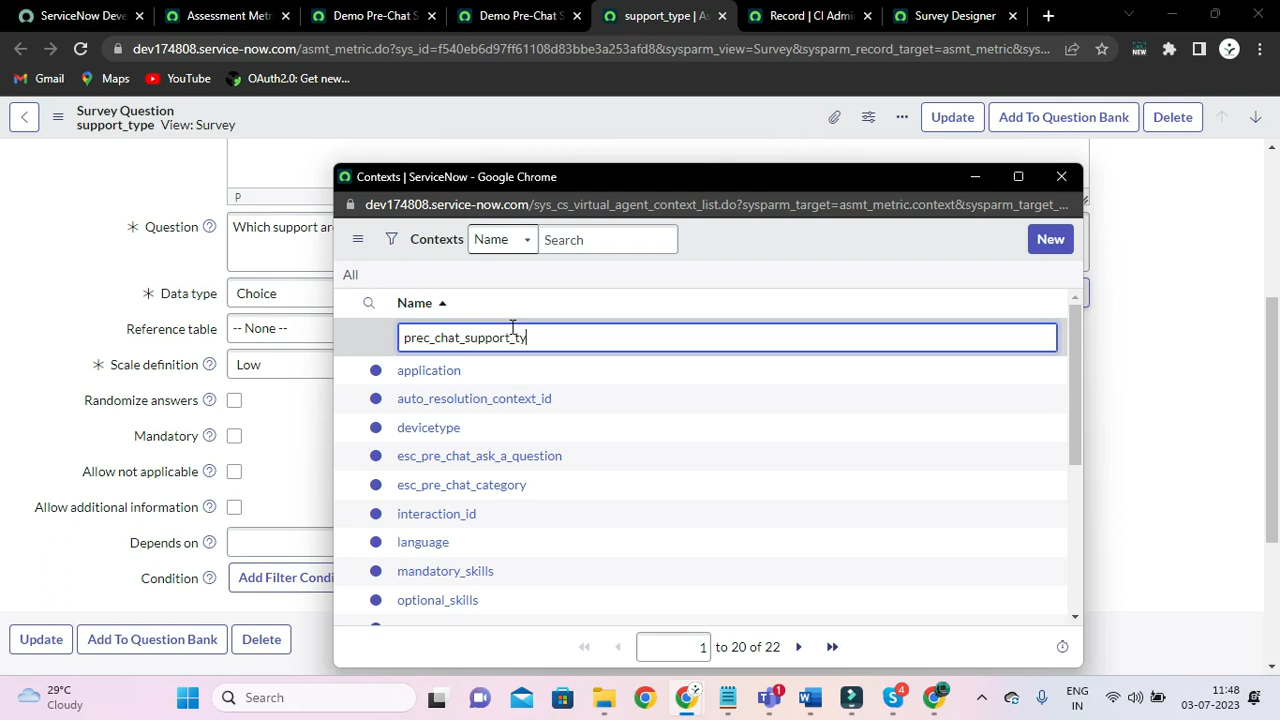 ServiceNow Deve
Assessment Metr
Demo Pre-Chat S
Demo Pre-Chat S
support_type | As
Record | CI Admi
Survey Designer
dev174808.service-now.com/asmt_metric.do?sys_id=f540eb6d97ff61108d83bbe3a253afd8&sysparm_view=Survey&sysparm_record_target=asmt_metric&sys...
NEW
Gmail
Maps
YouTube
OAuth2.0: Get new...
Survey Question
support_type View: Survey
Update
Add To Question Bank
Delete
P
Question
Which support are
Data type
Choice
Reference table
-- None --
Scale definition
Low
Randomize answers
Mandatory
Allow not applicable
Allow additional information
Depends on
Condition
Add Filter Condi
Update
Add To Question Bank
Delete
Contexts | ServiceNow - Google Chrome
dev174808.service-now.com/sys_cs_virtual_agent_context_list.do?sysparm_target=asmt_metric.context&sysparm_target_...
Contexts
Name
Search
New
All
Name
prec_chat_support_ty
application
auto_resolution_context_id
devicetype
esc_pre_chat_ask_a_question
esc_pre_chat_category
interaction_id
language
mandatory_skills
optional_skills
1 to 20 of 22
29°C
Cloudy
Search
1
4
ENG
IN
11:48
03-07-2023